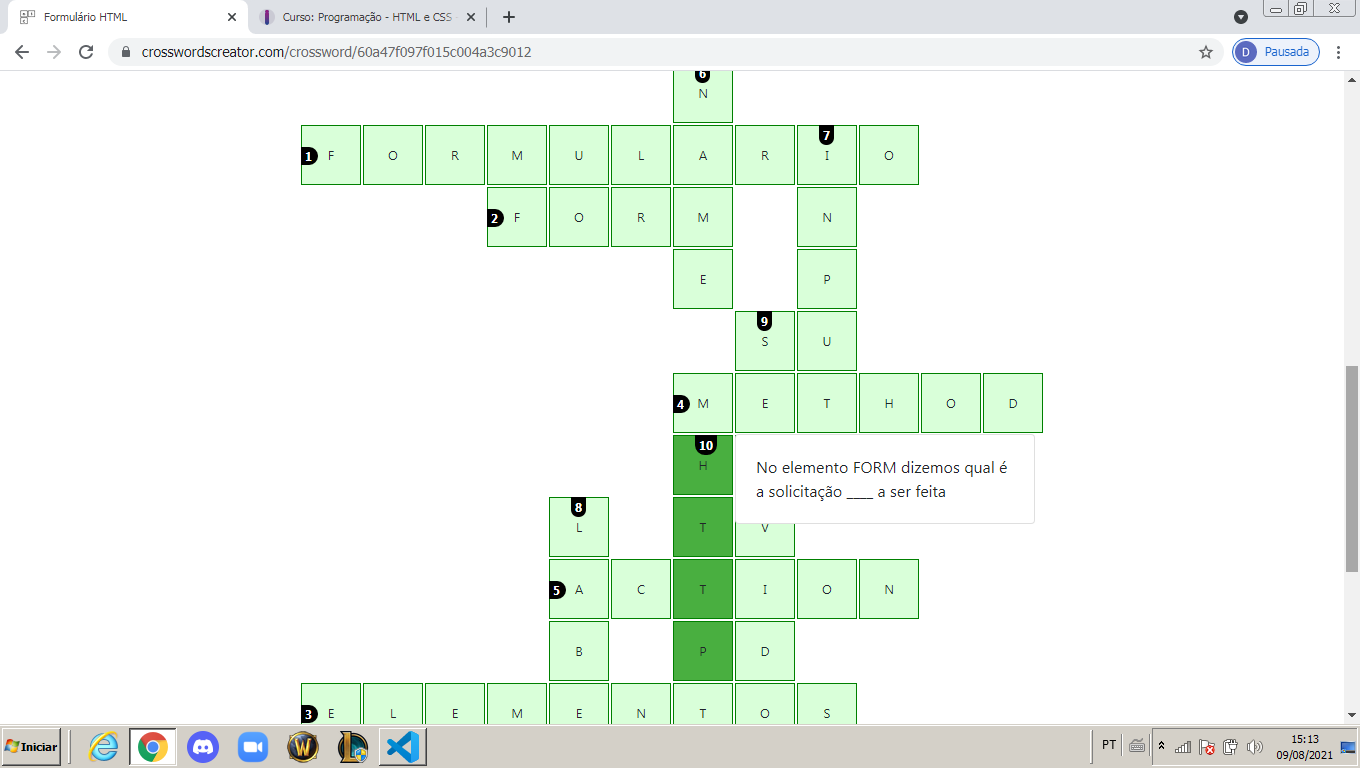 Formulário HTML
Curso: Programação - HTML e CSS
crosswordscreator.com/crossword/60a47f097f015c004a3c9012
D Pausada
6
N
1 F O R M U L A R 7 I O
2 F O R M N
E P
9 S U
4 M E T H O D
10 H
No elemento FORM dizemos qual é
a solicitação ____ a ser feita
8 L T V
5 A C T I O N
B P D
3 E L E M E N T O S
Iniciar
PT
15:13
09/08/2021